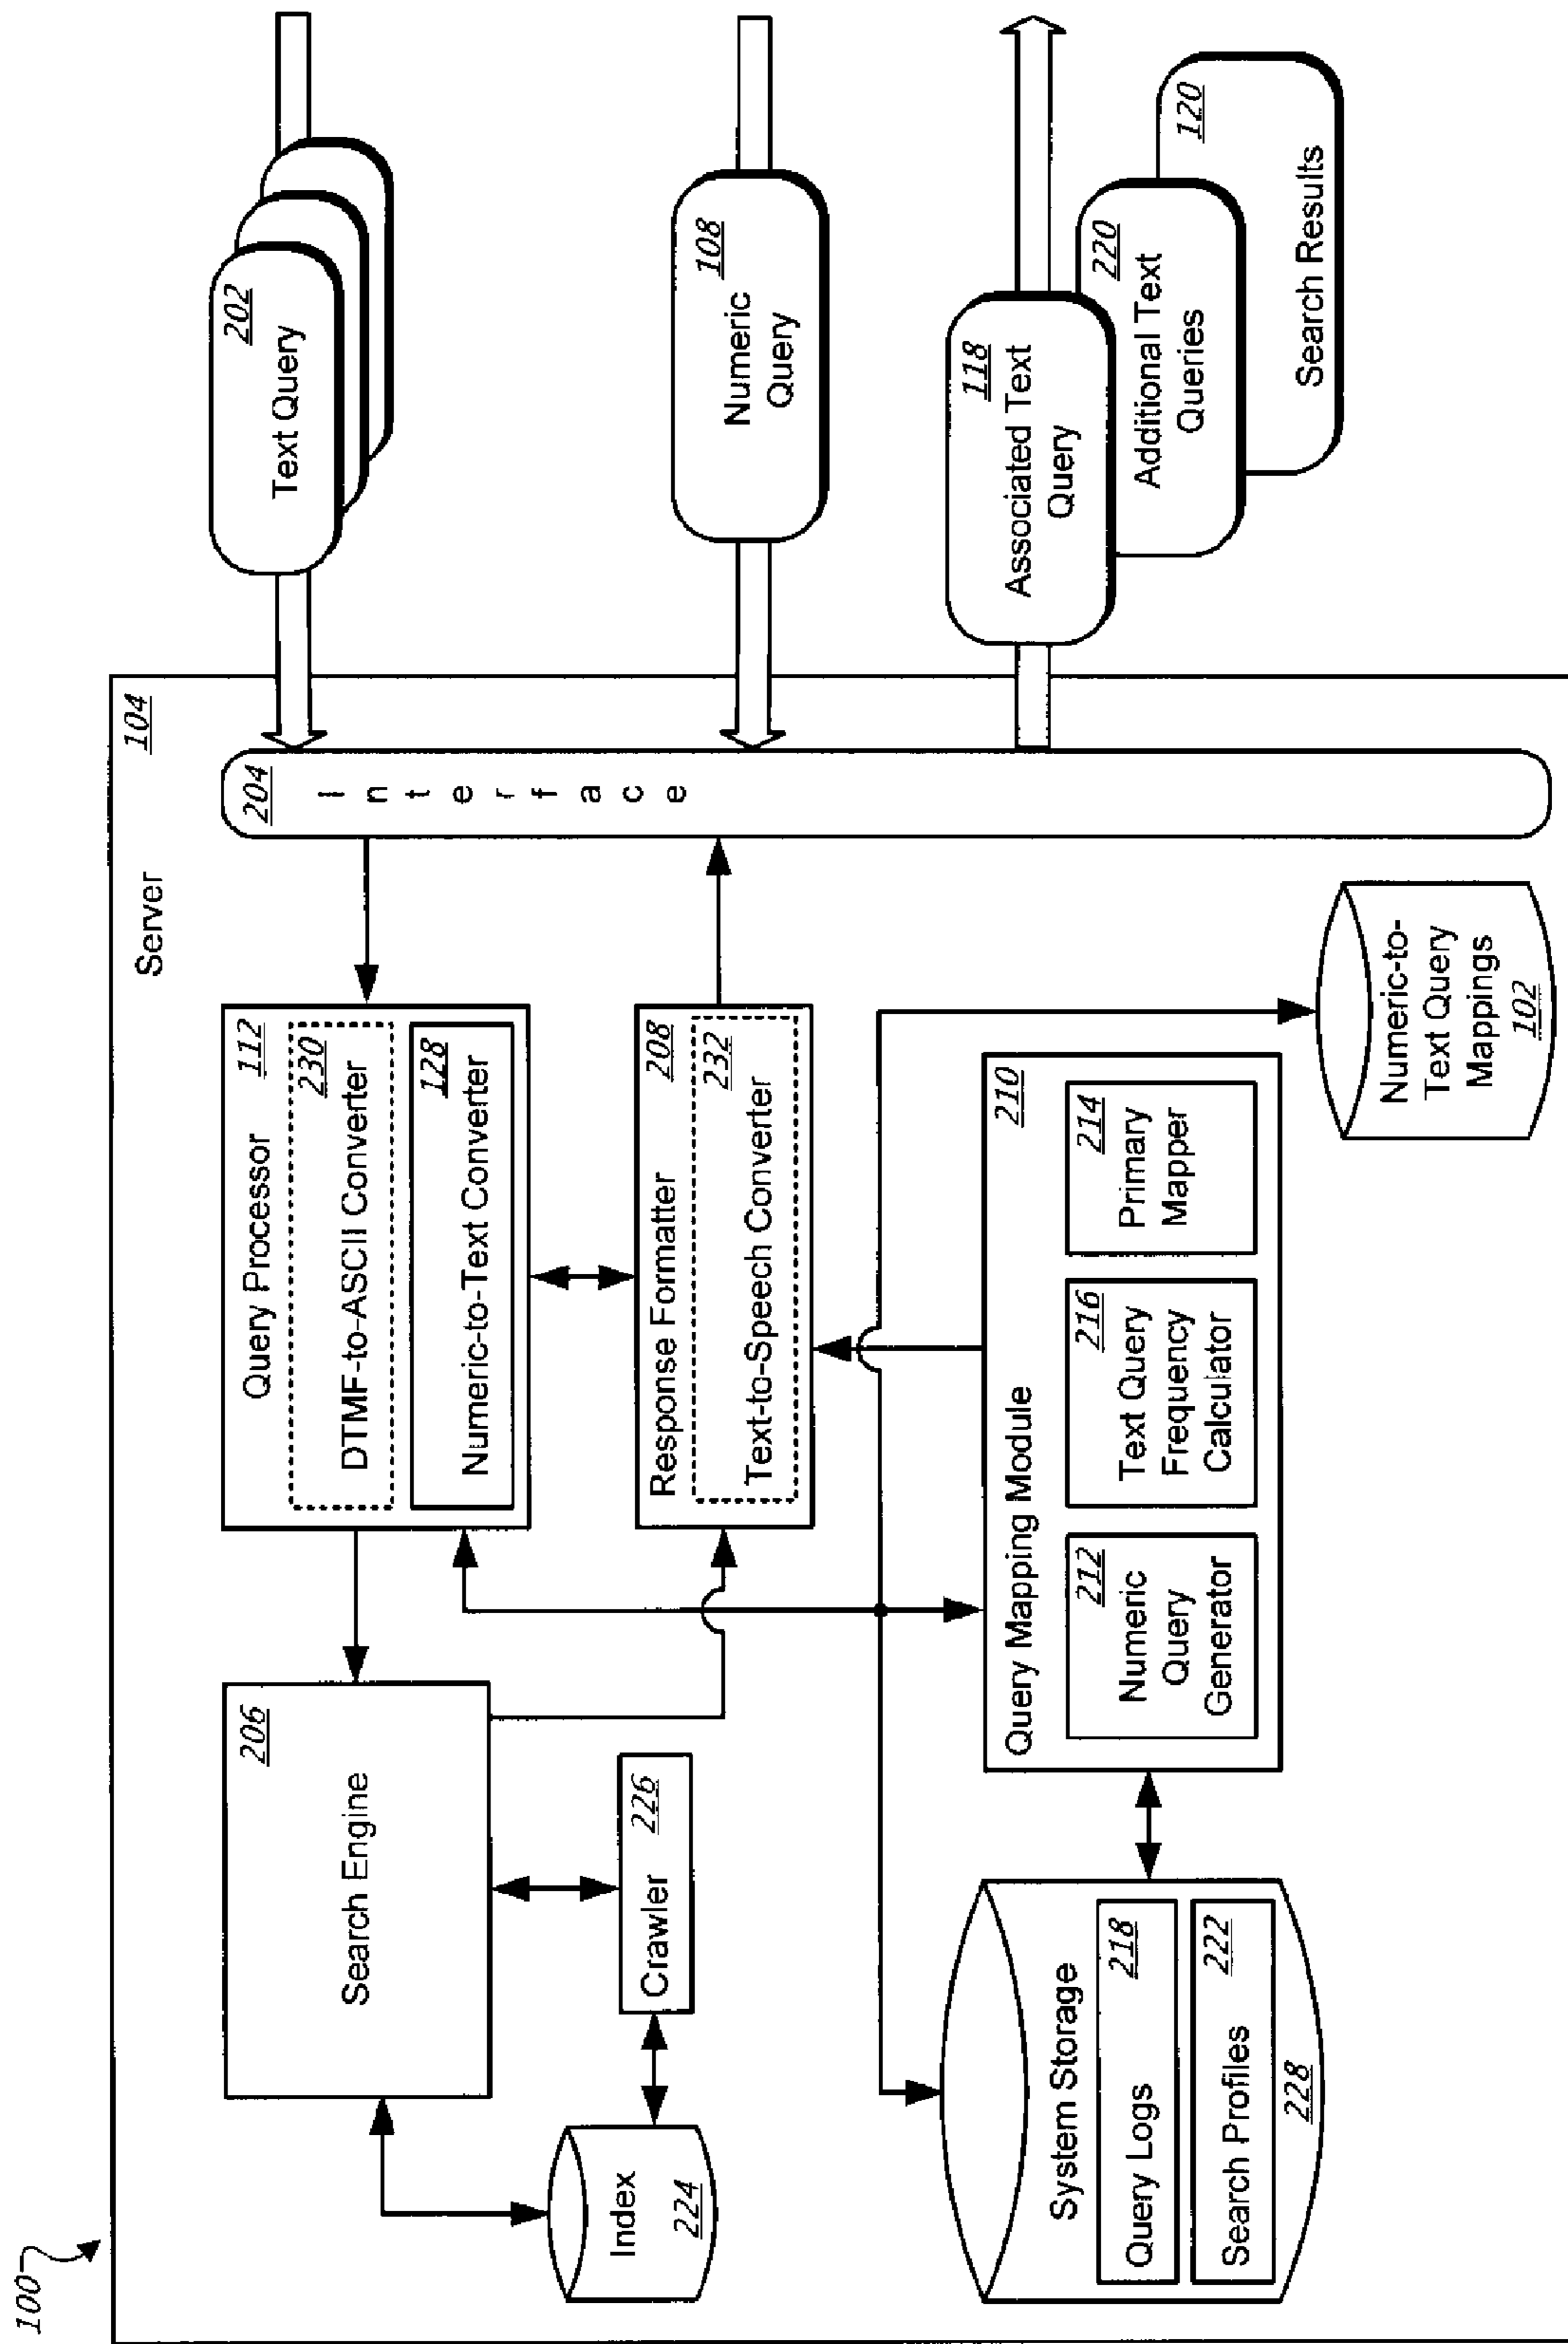 100
Server
104
Search Engine
206
Index
224
Crawler
226
Query Processor
112
DTMF-to-ASCII Converter
230
Numeric-to-Text Converter
128
Response Formatter
208
Text-to-Speech Converter
232
Interface
204
Query Mapping Module
210
Numeric
Query
Generator
212
Text Query
Frequency
Calculator
216
Primary
Mapper
214
System Storage
Query Logs
218
Search Profiles
222
228
Numeric-to-
Text Query
Mappings
102
Text Query
202
Numeric
Query
108
Associated Text
Query
118
Additional Text
Queries
220
Search Results
120